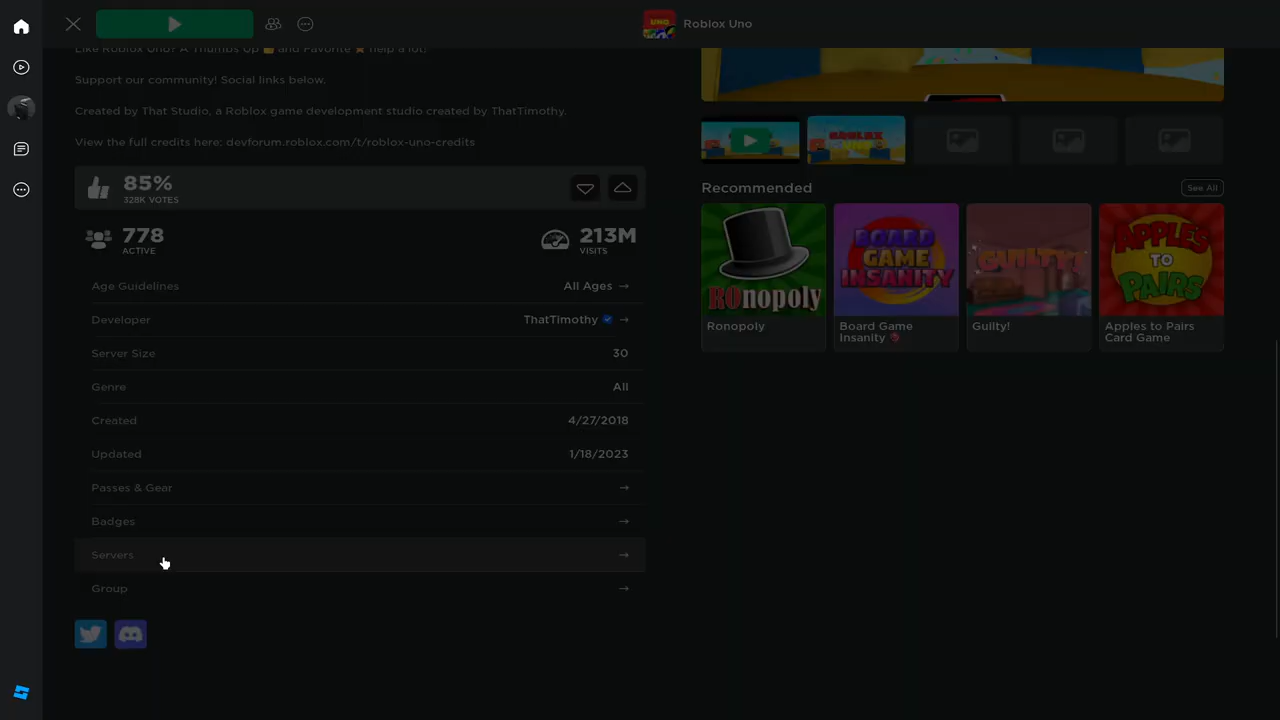 Roblox Uno
UNO
Like Roblox Uno? A Thumbs Up 👍 and Favorite ⭐ help a lot!
Support our community! Social links below.
Created by That Studio, a Roblox game development studio created by ThatTimothy.
View the full credits here: devforum.roblox.com/t/roblox-uno-credits
85%
328K VOTES
778
ACTIVE
213M
VISITS
Age Guidelines All Ages →
Developer ThatTimothy →
Server Size 30
Genre All
Created 4/27/2018
Updated 1/18/2023
Passes & Gear →
Badges →
Servers →
Group →
ROBLOX
UNO
Recommended See All
ROnopoly
BOARD
GAME
INSANITY
GUILTY!
APPLES
TO
PAIRS
Ronopoly
Board Game
Insanity
Guilty!
Apples to Pairs
Card Game